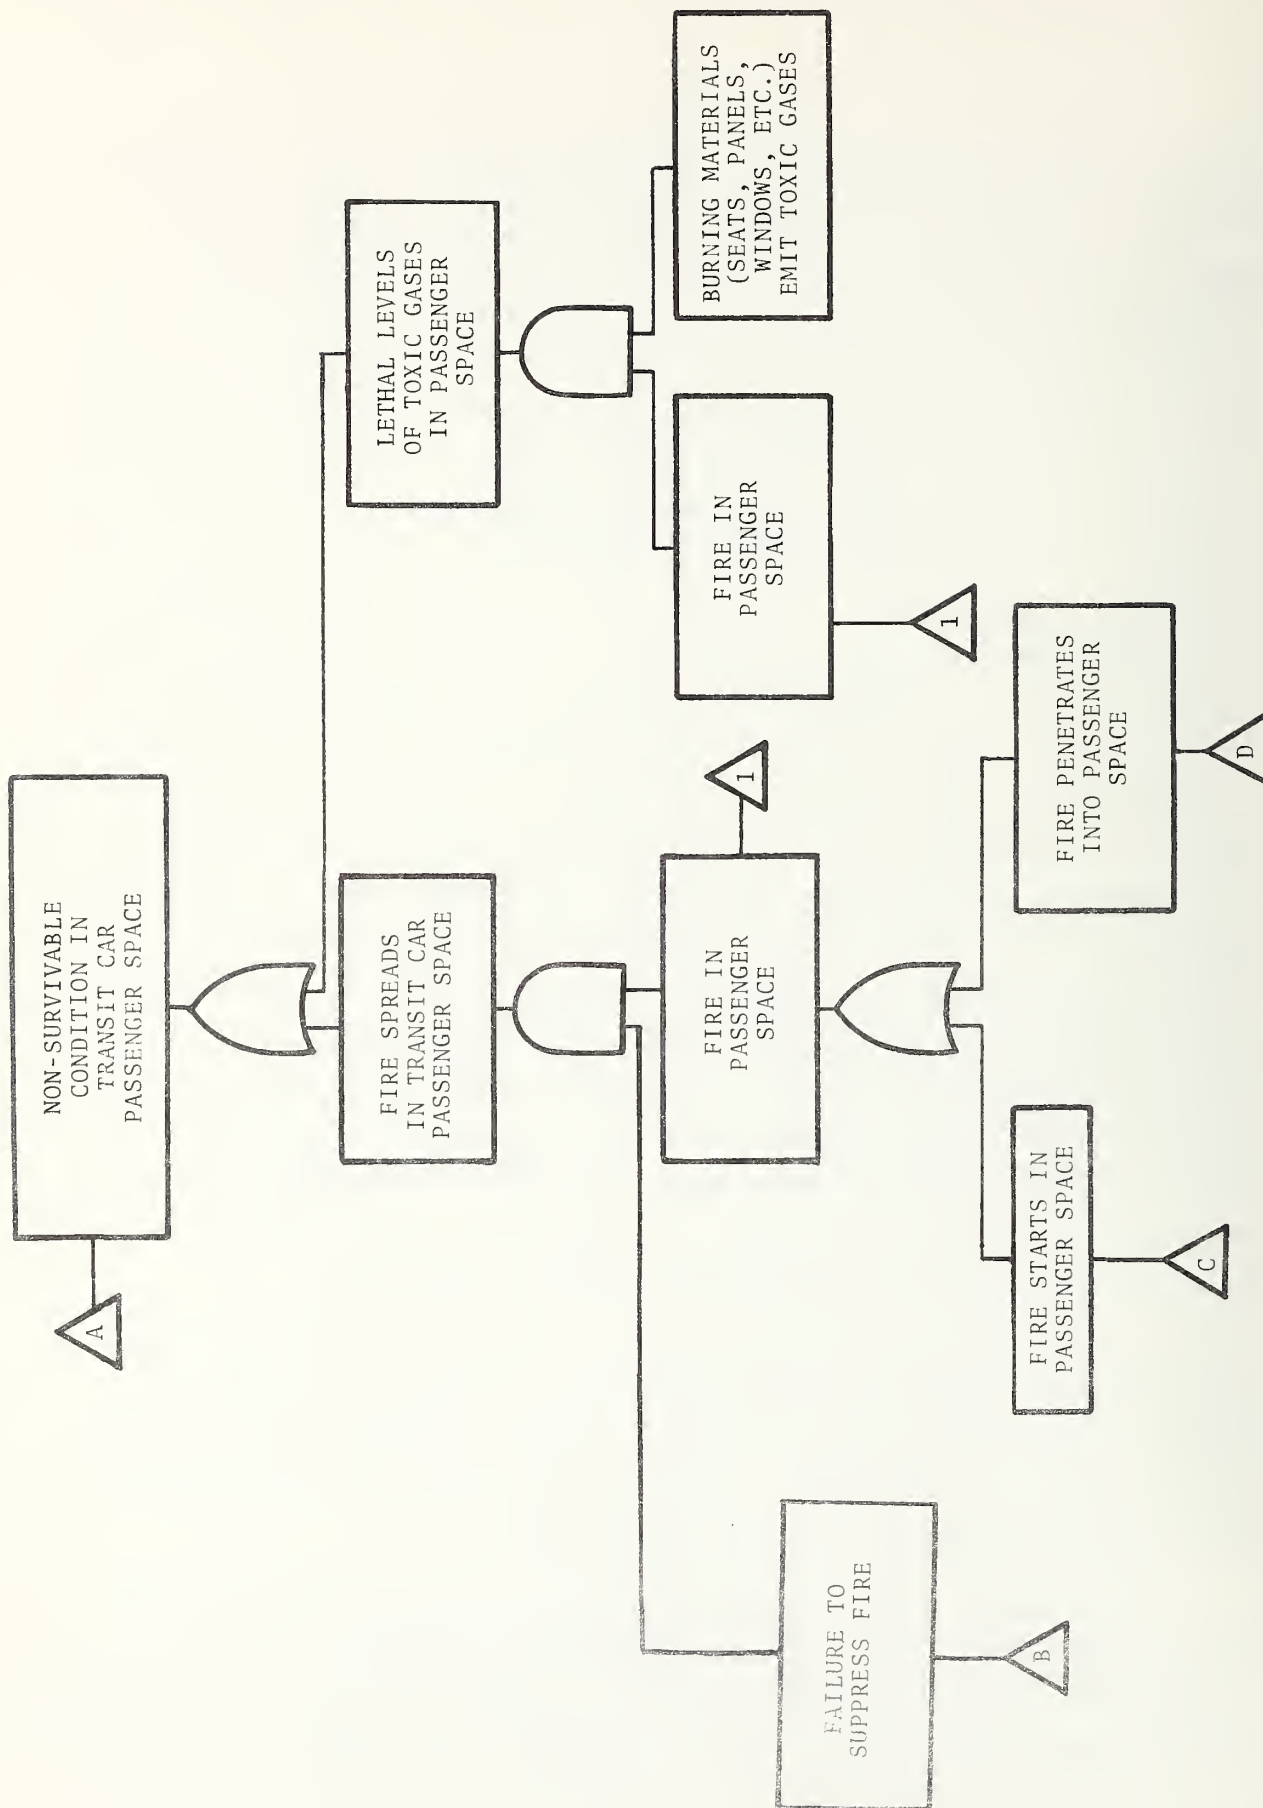 NON-SURVIVABLE
CONDITION IN
TRANSIT CAR
PASSENGER SPACE
A
FIRE SPREADS
IN TRANSIT CAR
PASSENGER SPACE
LETHAL LEVELS
OF TOXIC GASES
IN PASSENGER
SPACE
FAILURE TO
SUPPRESS FIRE
B
FIRE IN
PASSENGER
SPACE
1
FIRE IN
PASSENGER
SPACE
1
BURNING MATERIALS
(SEATS, PANELS,
WINDOWS, ETC.)
EMIT TOXIC GASES
FIRE STARTS IN
PASSENGER SPACE
C
FIRE PENETRATES
INTO PASSENGER
SPACE
D